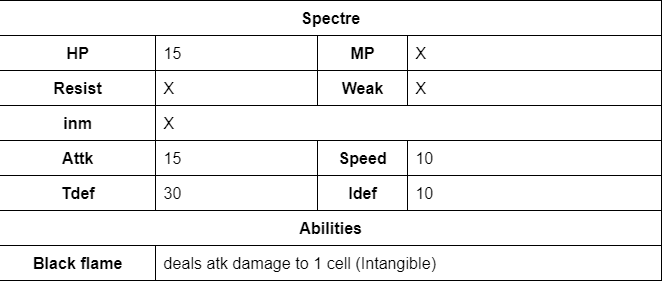 Spectre
HP 15 MP X
Resist X Weak X
inm X
Attk 15 Speed 10
Tdef 30 Idef 10
Abilities
Black flame deals atk damage to 1 cell (Intangible)